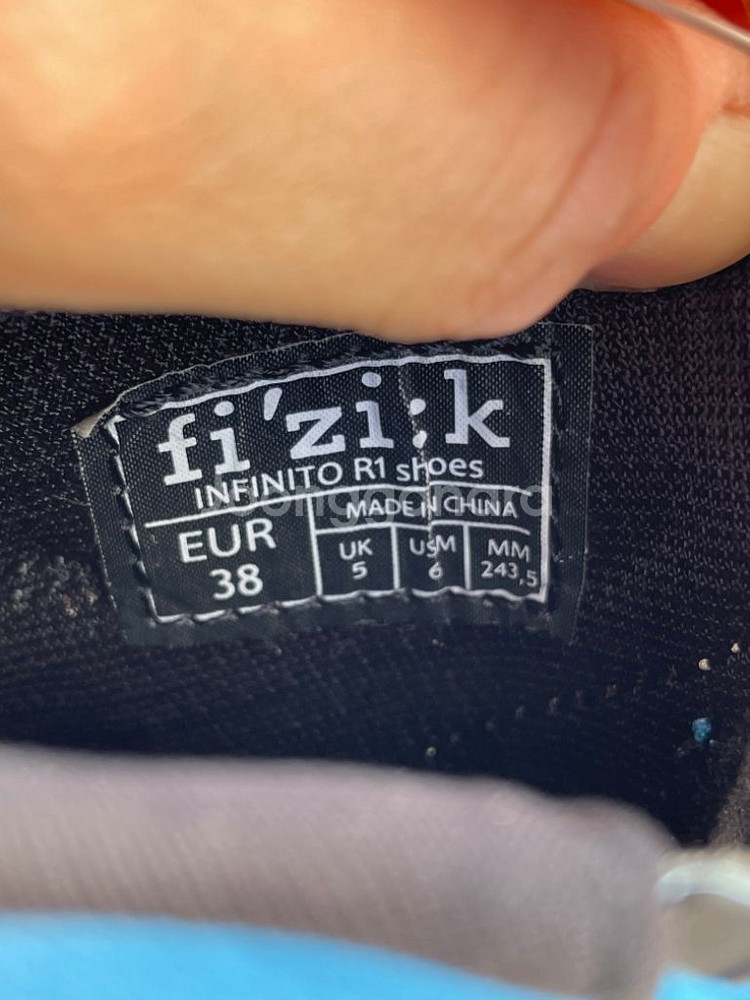 fi'zi:k
INFINITO R1 shoes
MADE IN CHINA
EUR
38
UK
5
USM
6
MM
243,5